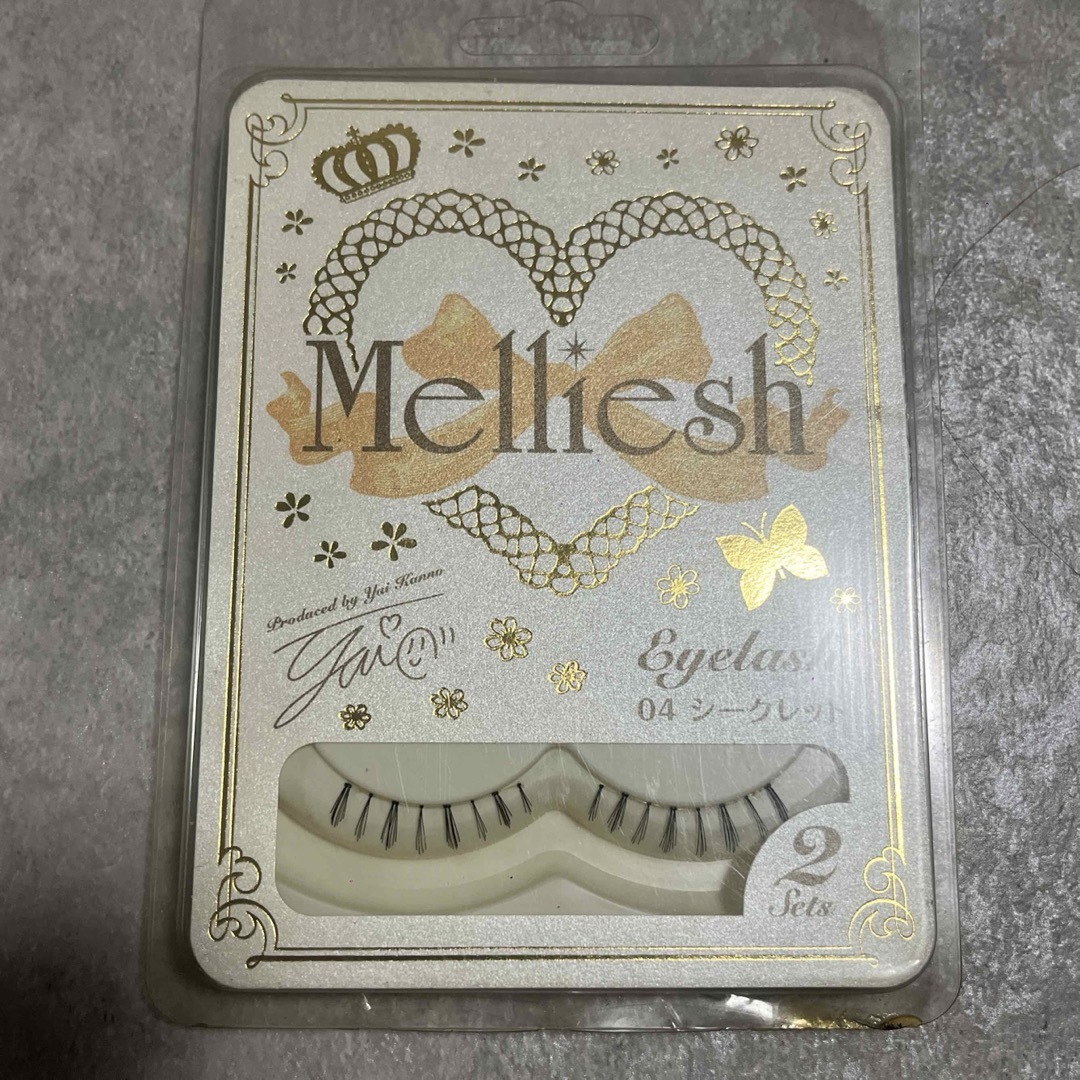 Melliesh
Produced by Yui Kanno
Yui
Eyelash
04 シークレット
2
Sets